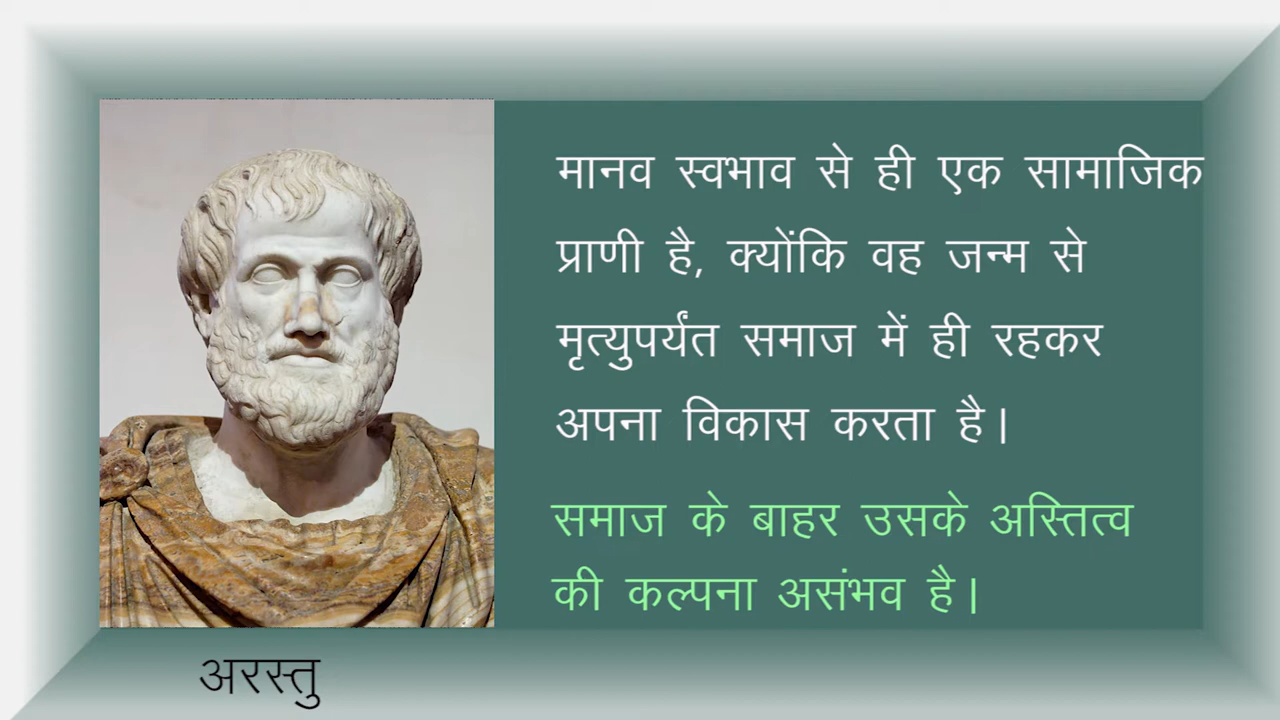 मानव स्वभाव से ही एक सामाजिक
प्राणी है, क्योंकि वह जन्म से
मृत्युपर्यंत समाज में ही रहकर
अपना विकास करता है।
समाज के बाहर उसके अस्तित्व
की कल्पना असंभव है।
अरस्तु